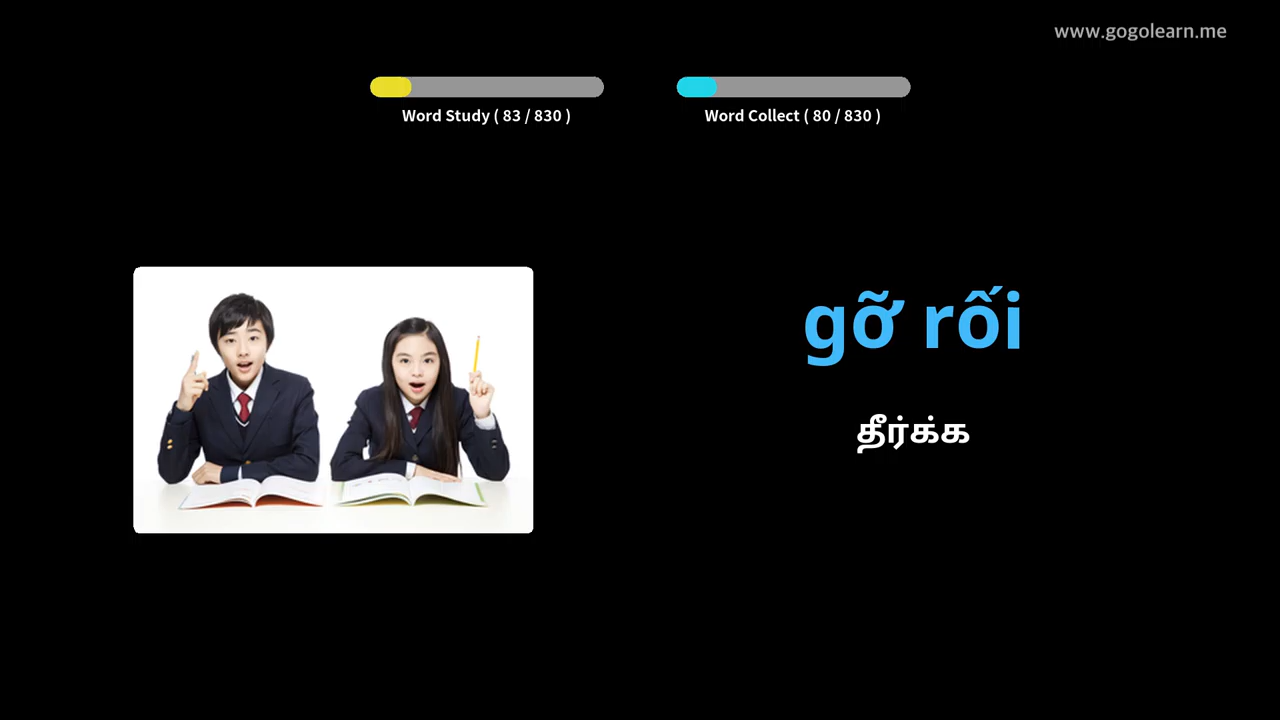 www.gogolearn.me
Word Study ( 83 / 830 )
Word Collect ( 80 / 830 )
gỡ rối
தீர்க்க